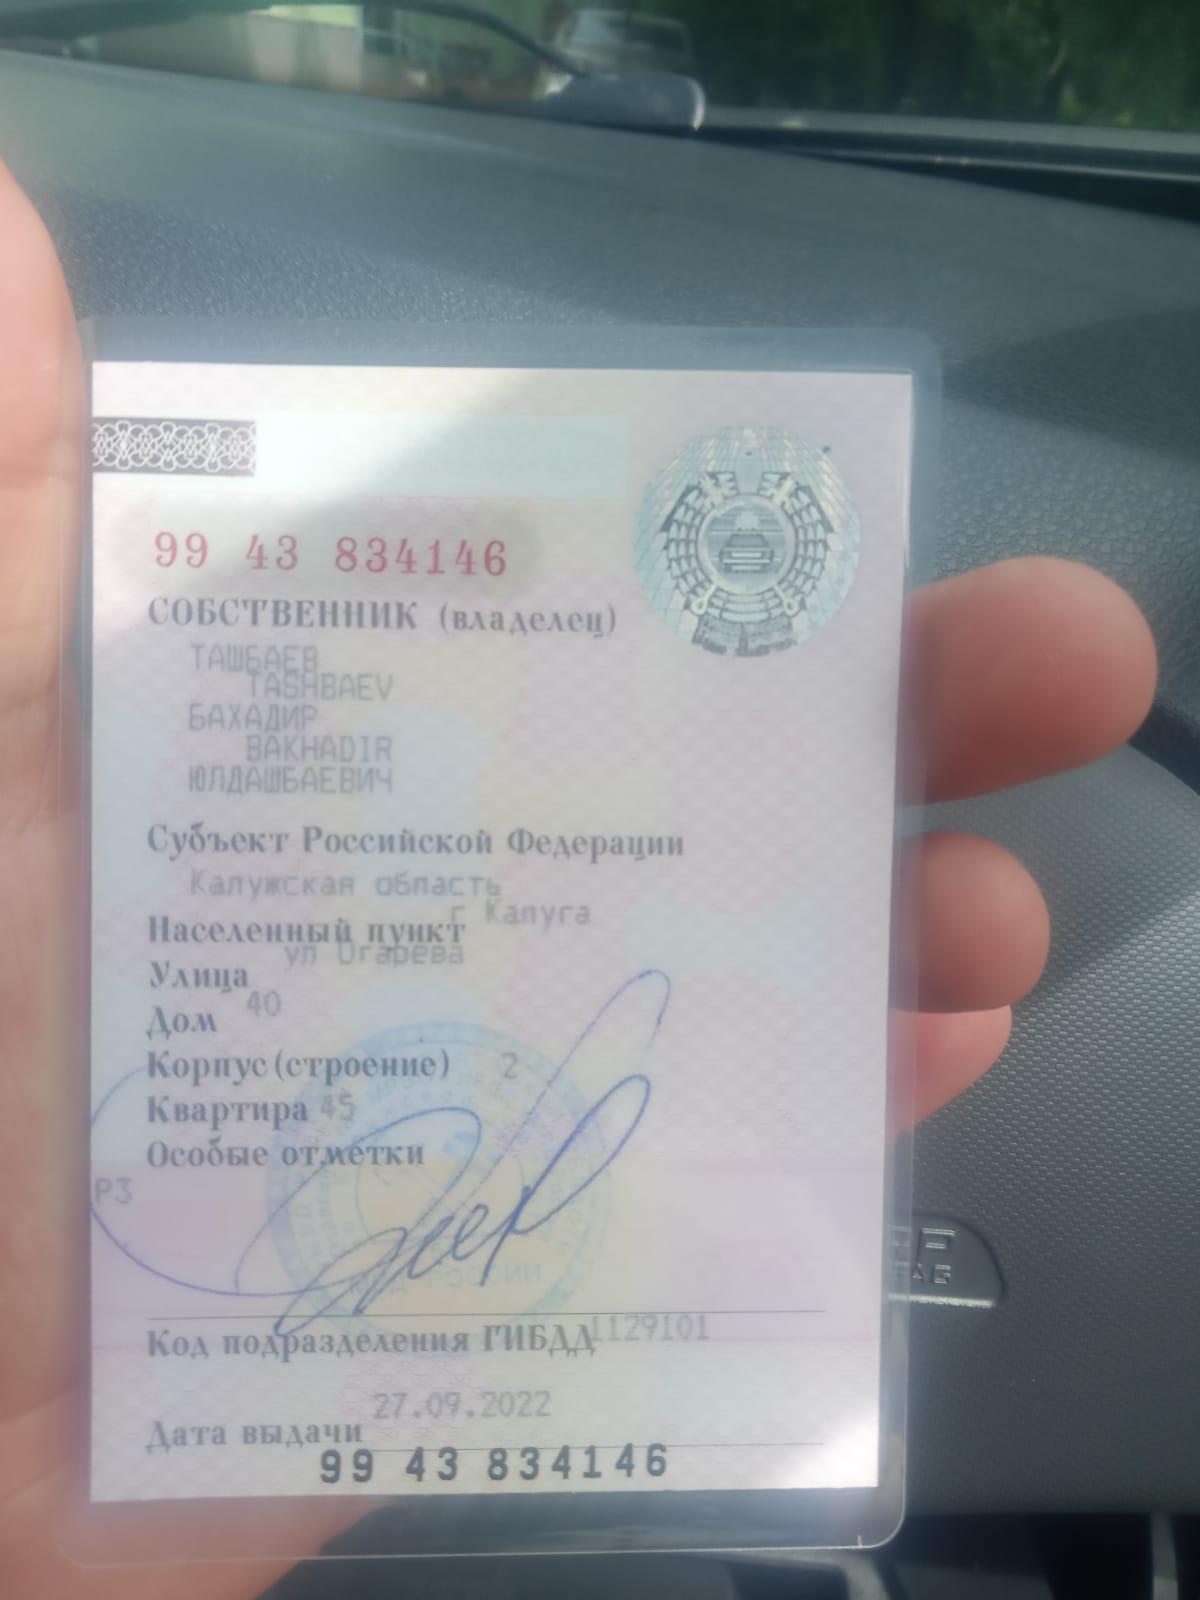 99 43 834146
СОБСТВЕННИК (владелец)
ТАШБАЕВ
TASHBAEV
БАХАДИР
BAKHADIR
ЮЛДАШБАЕВИЧ
Субъект Российской Федерации
Калужская область
Населенный пункт г Калуга
Улица ул Огарева
Дом 40
Корпус (строение) 2
Квартира 45
Особые отметки
РЗ
РОССИИ
Код подразделения ГИБДД 1129101
Дата выдачи 27.09.2022
99 43 834146